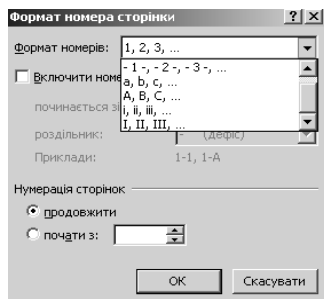 Формат номера сторінки
Формат номерів: 1, 2, 3, ...
- 1 -, - 2 -, - 3 -, ...
Включити номе
a, b, c, ...
A, B, C, ...
починається з
i, ii, iii, ...
I, II, III, ...
роздільник: - (дефіс)
Приклади: 1-1, 1-A
Нумерація сторінок
продовжити
почати з:
ОК Скасувати